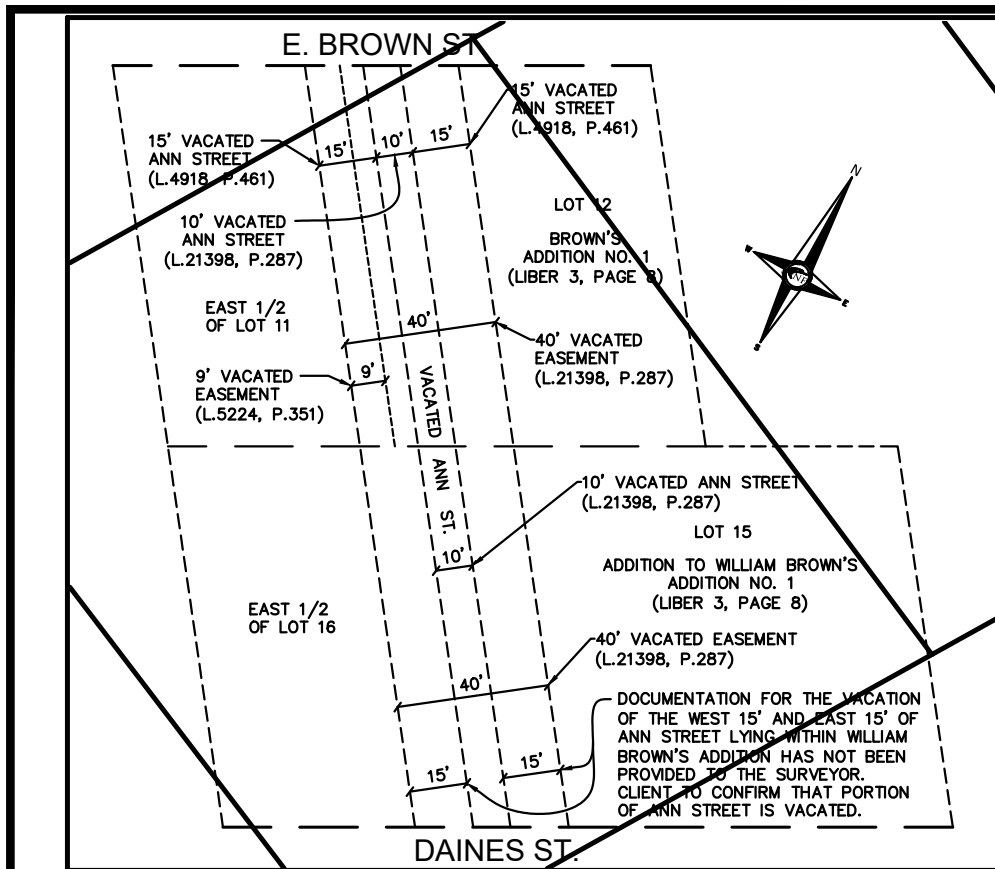 E. BROWN ST
15' VACATED
ANN STREET
(L.4918, P.461)
15' VACATED
ANN STREET
(L.4918, P.461)
15'
10'
15'
10' VACATED
ANN STREET
(L.21398, P.287)
LOT 12
BROWN'S
ADDITION NO. 1
(LIBER 3, PAGE 8)
N
W
E
S
EAST 1/2
OF LOT 11
40'
40' VACATED
EASEMENT
(L.21398, P.287)
9' VACATED
EASEMENT
(L.5224, P.351)
9'
VACATED ANN ST.
10' VACATED ANN STREET
(L.21398, P.287)
LOT 15
10'
ADDITION TO WILLIAM BROWN'S
ADDITION NO. 1
(LIBER 3, PAGE 8)
EAST 1/2
OF LOT 16
40' VACATED EASEMENT
(L.21398, P.287)
40'
DOCUMENTATION FOR THE VACATION
OF THE WEST 15' AND EAST 15' OF
ANN STREET LYING WITHIN WILLIAM
BROWN'S ADDITION HAS NOT BEEN
PROVIDED TO THE SURVEYOR.
CLIENT TO CONFIRM THAT PORTION
OF ANN STREET IS VACATED.
15'
15'
DAINES ST.